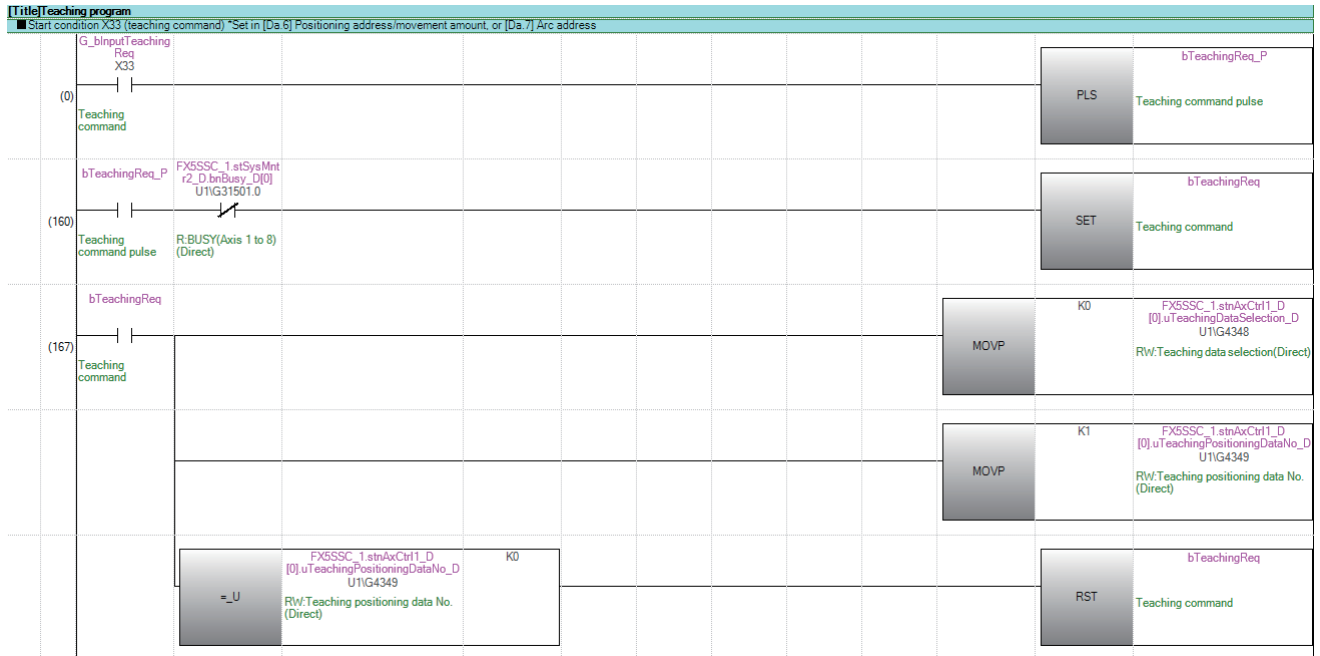 [Title]Teaching program
■ Start condition X33 (teaching command) *Set in [Da.6] Positioning address/movement amount, or [Da.7] Arc address
G_bInputTeaching
Req
X33
(0)
Teaching
command
PLS
bTeachingReq_P
Teaching command pulse
bTeachingReq_P
FX5SSC_1.stSysMnt
r2_D.bnBusy_D[0]
U1\G31501.0
(160)
Teaching
command pulse
R:BUSY(Axis 1 to 8)
(Direct)
SET
bTeachingReq
Teaching command
bTeachingReq
(167)
Teaching
command
MOVP
K0
FX5SSC_1.stnAxCtrl1_D
[0].uTeachingDataSelection_D
U1\G4348
RW:Teaching data selection(Direct)
MOVP
K1
FX5SSC_1.stnAxCtrl1_D
[0].uTeachingPositioningDataNo_D
U1\G4349
RW:Teaching positioning data No.
(Direct)
=_U
FX5SSC_1.stnAxCtrl1_D
[0].uTeachingPositioningDataNo_D
U1\G4349
RW:Teaching positioning data No.
(Direct)
K0
RST
bTeachingReq
Teaching command